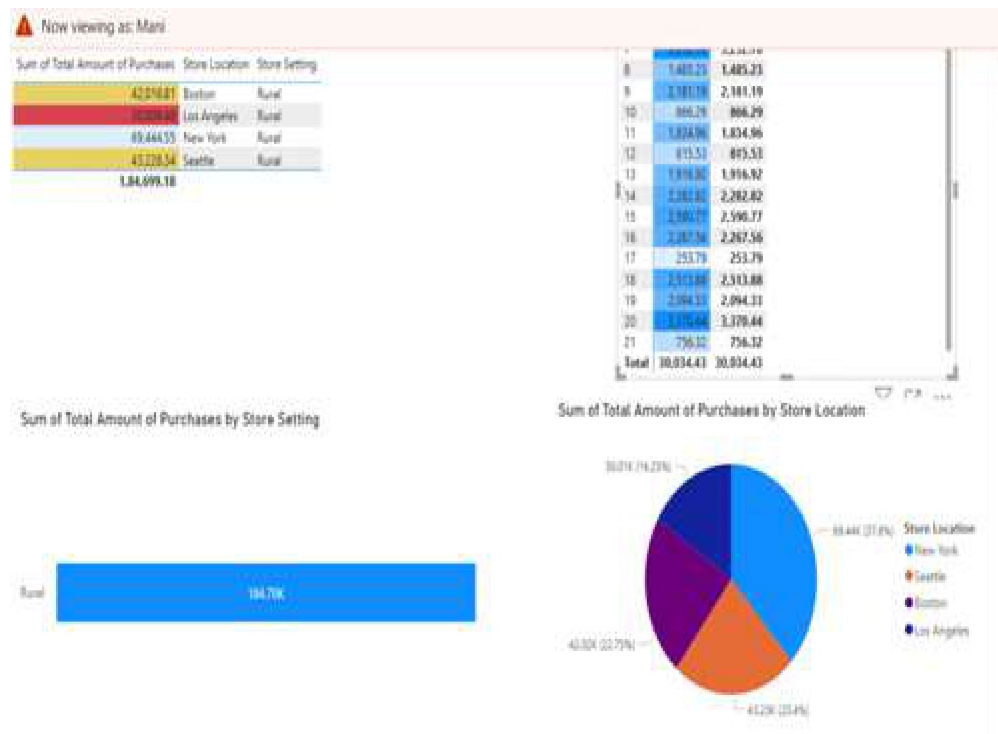 Now viewing as: Mani
Sum of Total Amount of Purchases Store Location Store Setting
42,016.81 Boston Rural
Los Angeles Rural
69,444.55 New York Rural
43,228.34 Seattle Rural
1,84,699.18
8 1,485.23 1,485.23
9 2,181.19 2,181.19
10 866.29 866.29
11 1,834.96 1,834.96
12 815.53 815.53
13 1,916.92
14 2,282.82 2,282.82
15 2,590.77 2,590.77
16 2,267.56 2,267.56
17 253.79 253.79
18 2,513.88 2,513.88
19 2,094.33 2,094.33
20 3,370.44 3,370.44
21 756.32 756.32
Total 30,034.43 30,034.43
Sum of Total Amount of Purchases by Store Setting
Rural
184.70K
Sum of Total Amount of Purchases by Store Location
30.01K (16.25%)
69.44K (37.6%)
42.02K (22.75%)
43.23K (23.4%)
Store Location
New York
Seattle
Boston
Los Angeles